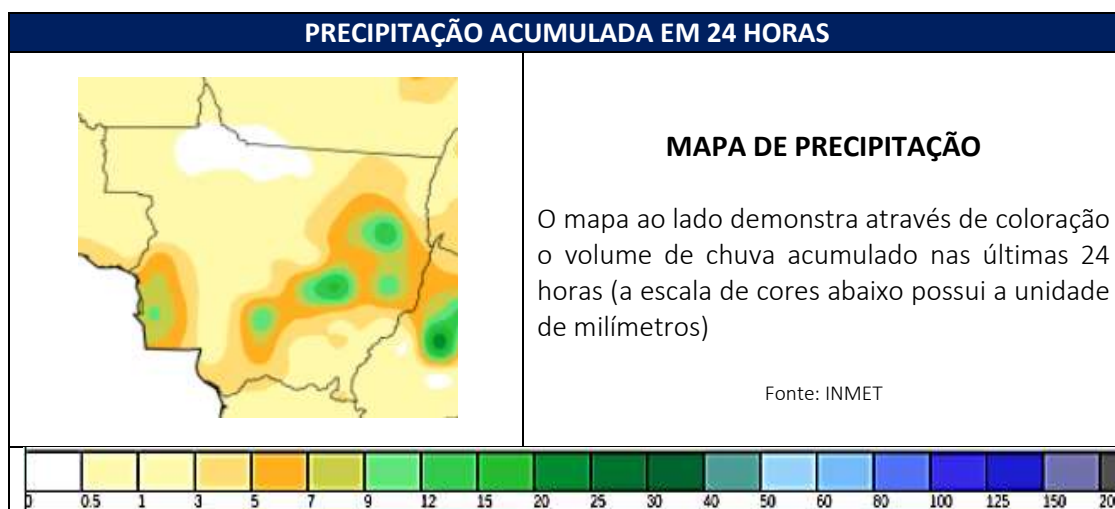 PRECIPITAÇÃO ACUMULADA EM 24 HORAS
MAPA DE PRECIPITAÇÃO
O mapa ao lado demonstra através de coloração
o volume de chuva acumulado nas últimas 24
horas (a escala de cores abaixo possui a unidade
de milímetros)
Fonte: INMET
0 0.5 1 3 5 7 9 12 15 20 25 30 40 50 60 80 100 125 150